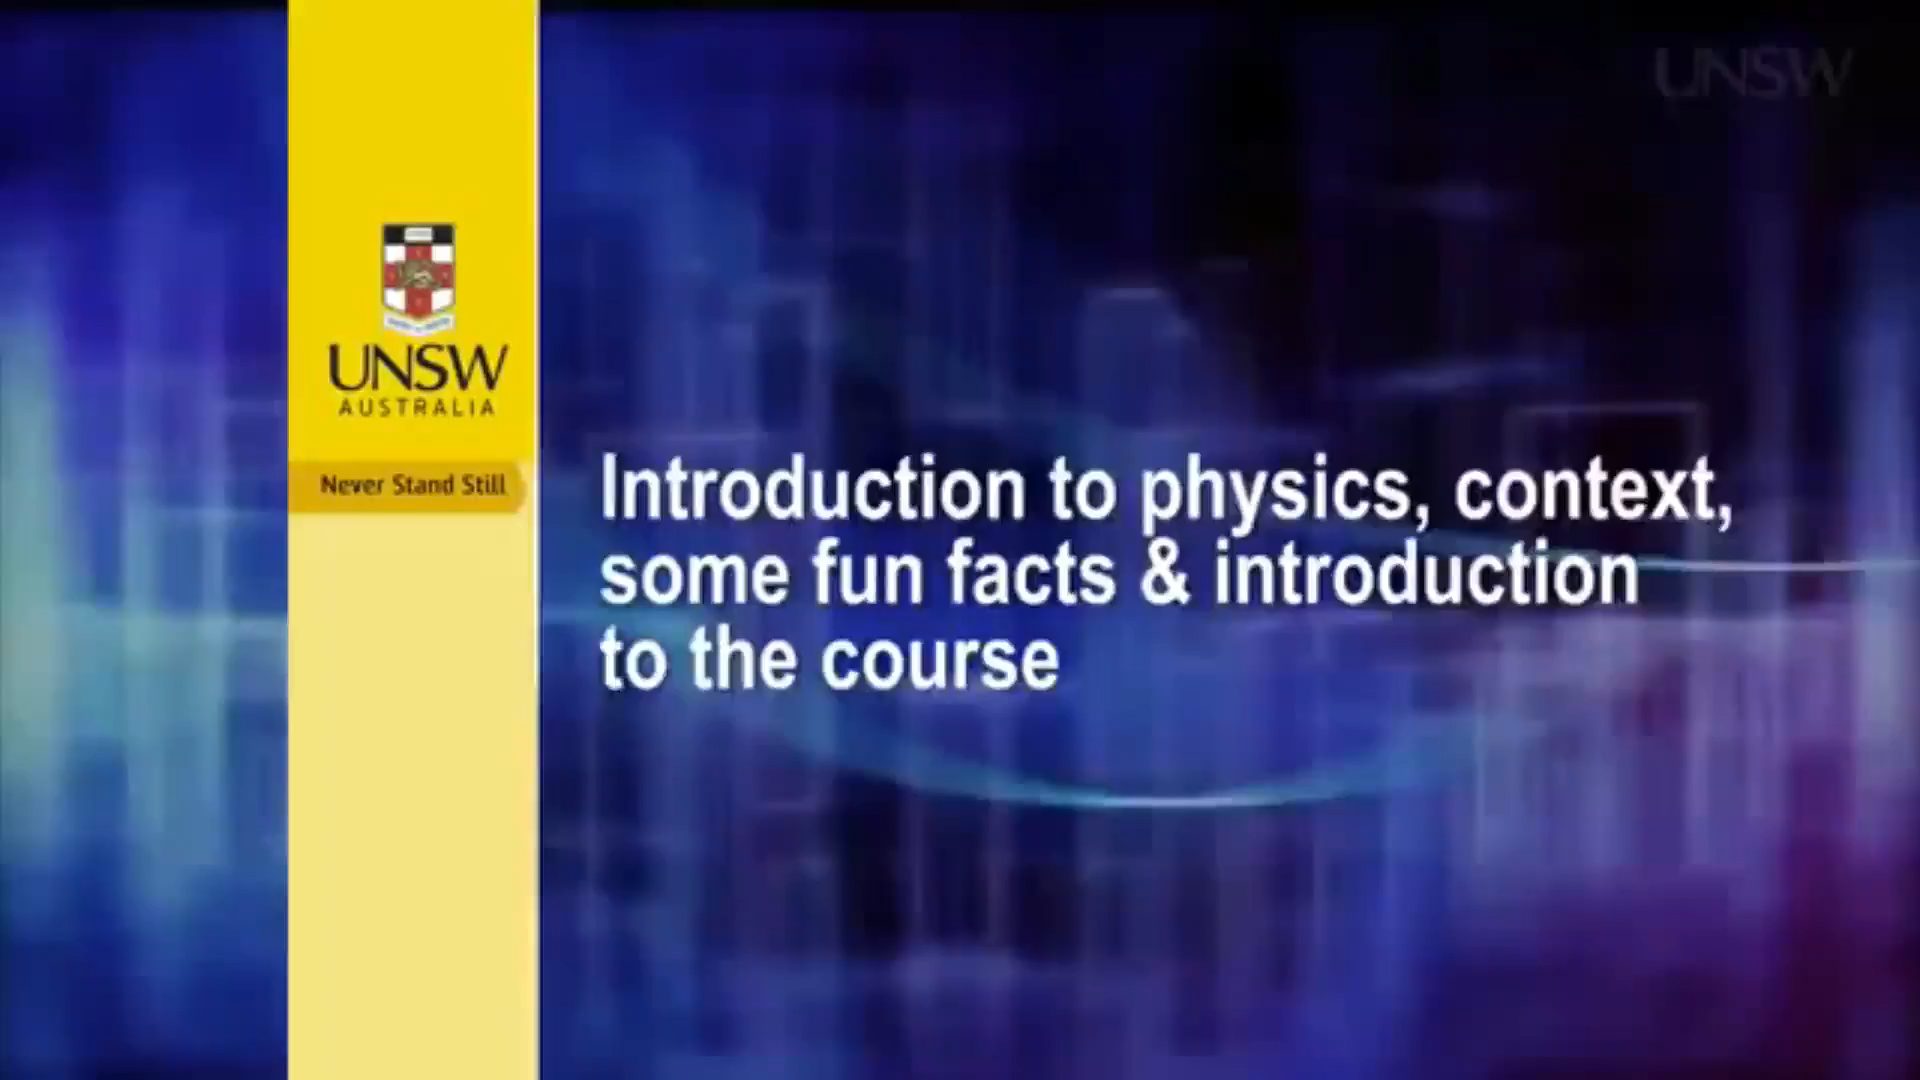 UNSW
UNSW
AUSTRALIA
Never Stand Still
Introduction to physics, context,
some fun facts & introduction
to the course